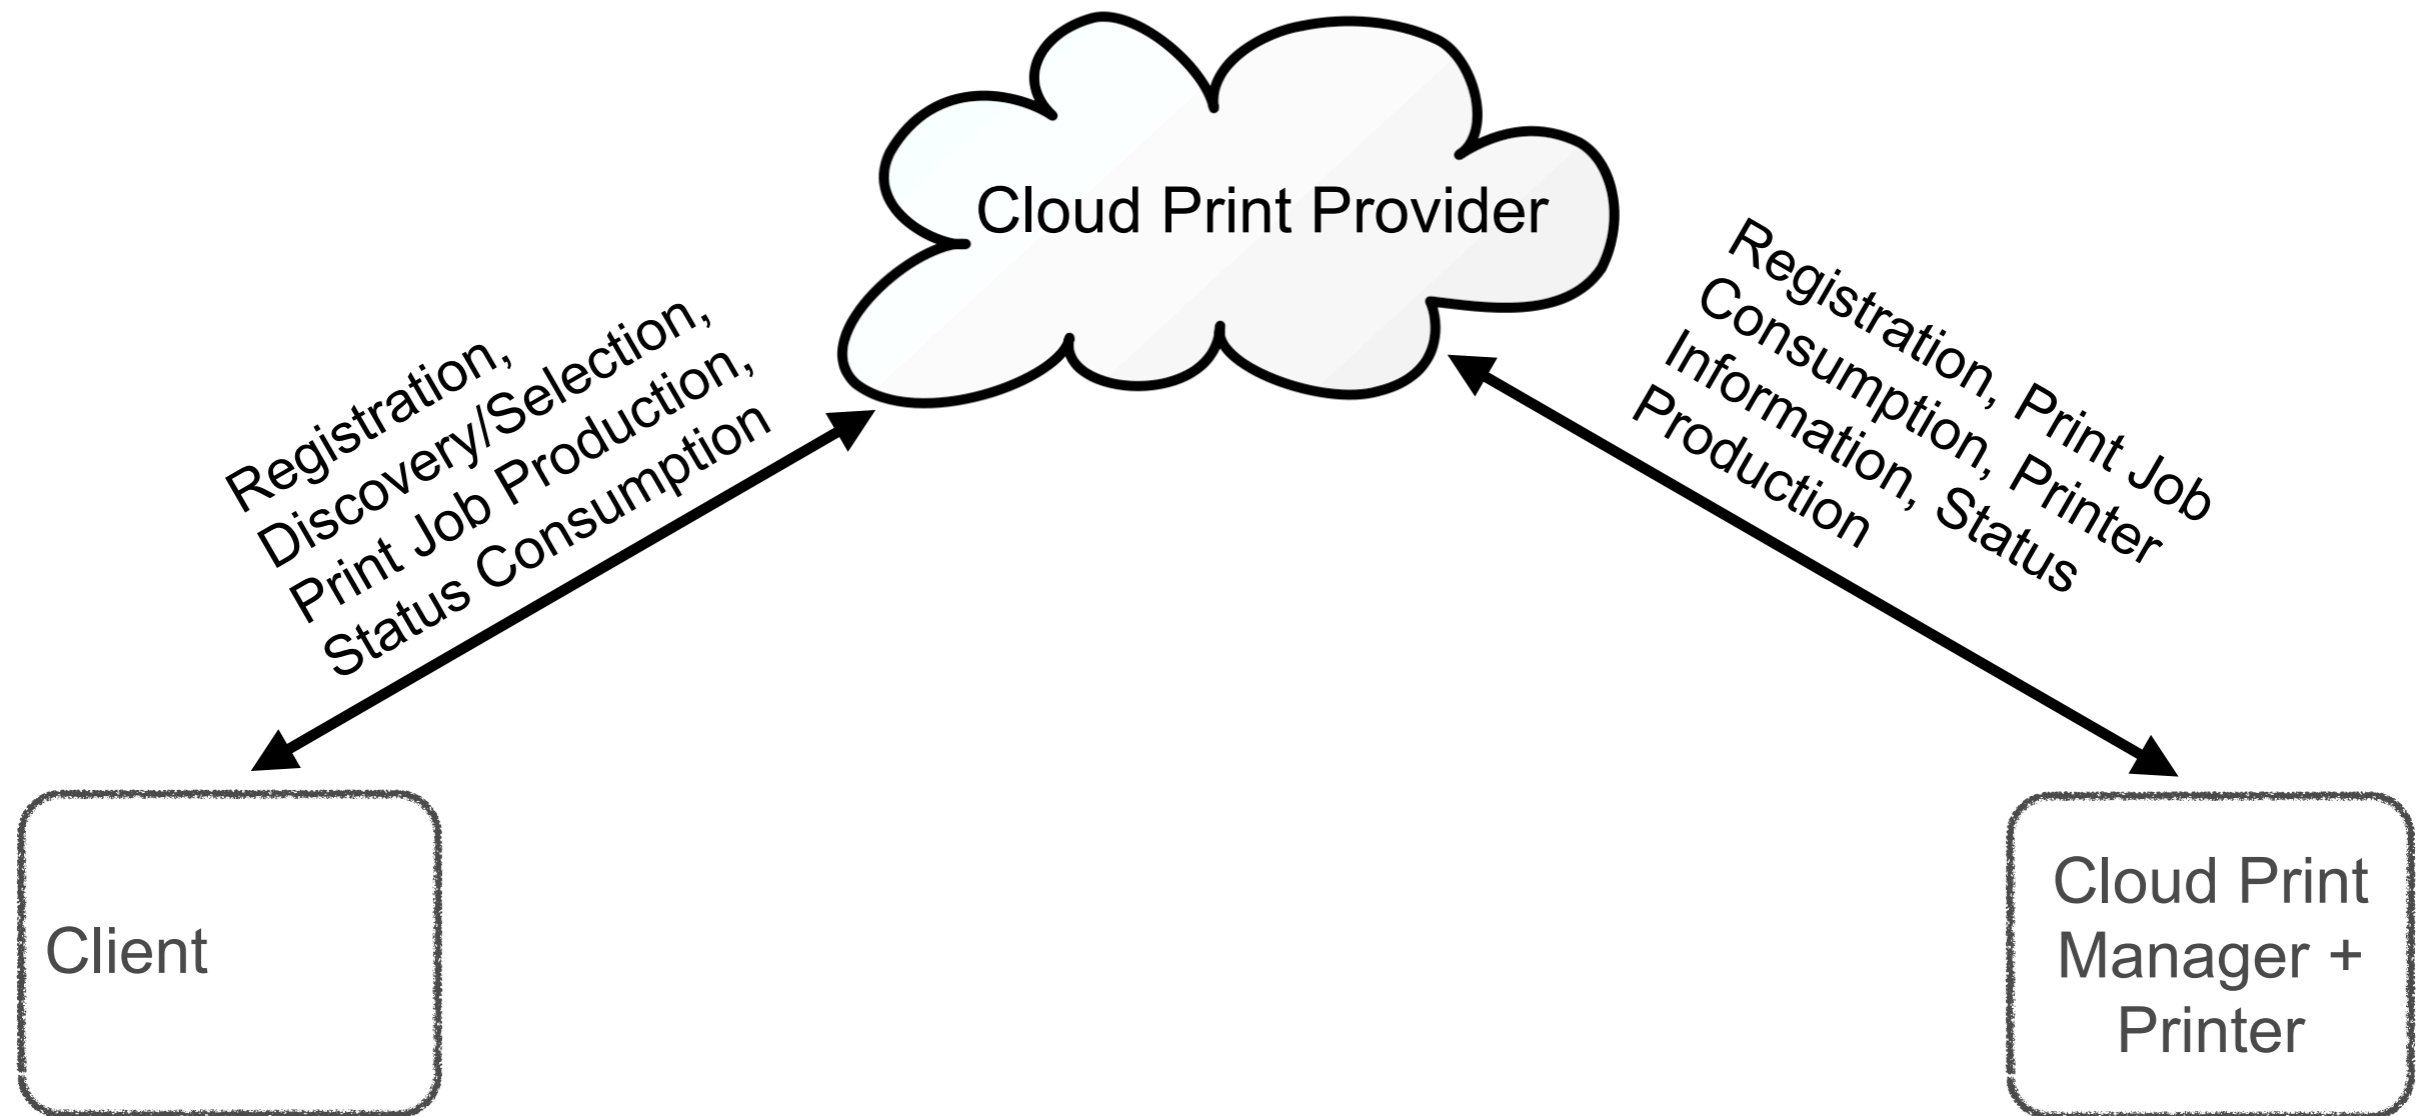 Cloud Print Provider
Registration,
Discovery/Selection,
Print Job Production,
Status Consumption
Registration, Print Job
Consumption, Printer
Information, Status
Production
Client
Cloud Print
Manager +
Printer